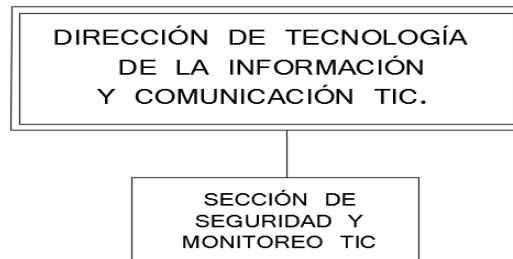 DIRECCIÓN DE TECNOLOGÍA
DE LA INFORMACIÓN
Y COMUNICACIÓN TIC.
SECCIÓN DE
SEGURIDAD Y
MONITOREO TIC